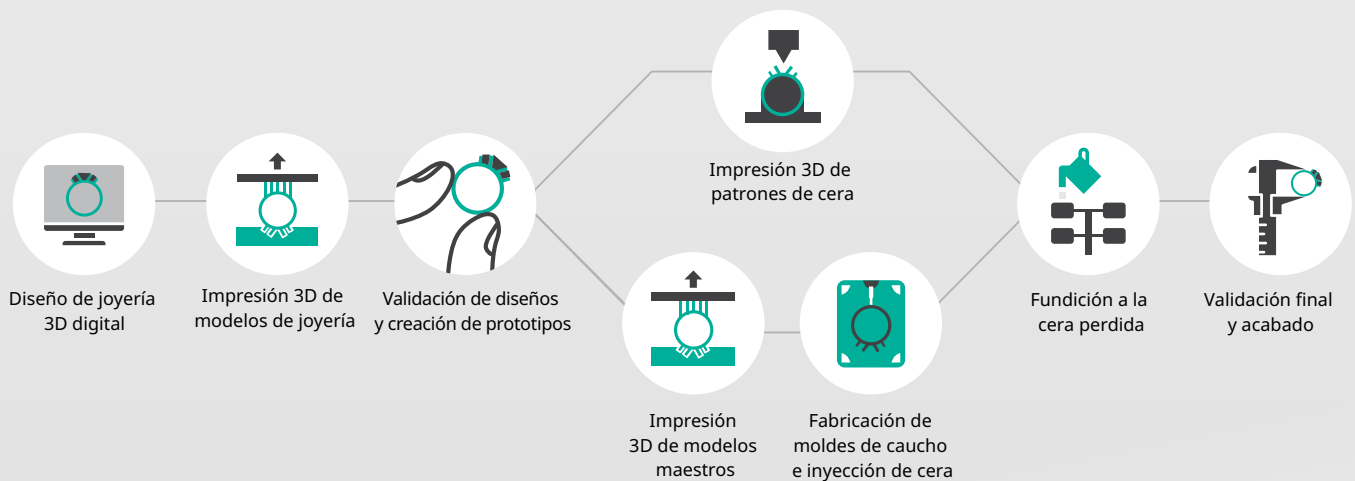 Diseño de joyería
3D digital
Impresión 3D de
modelos de joyería
Validación de diseños
y creación de prototipos
Impresión 3D de
patrones de cera
Impresión
3D de modelos
maestros
Fabricación de
moldes de caucho
e inyección de cera
Fundición a la
cera perdida
Validación final
y acabado